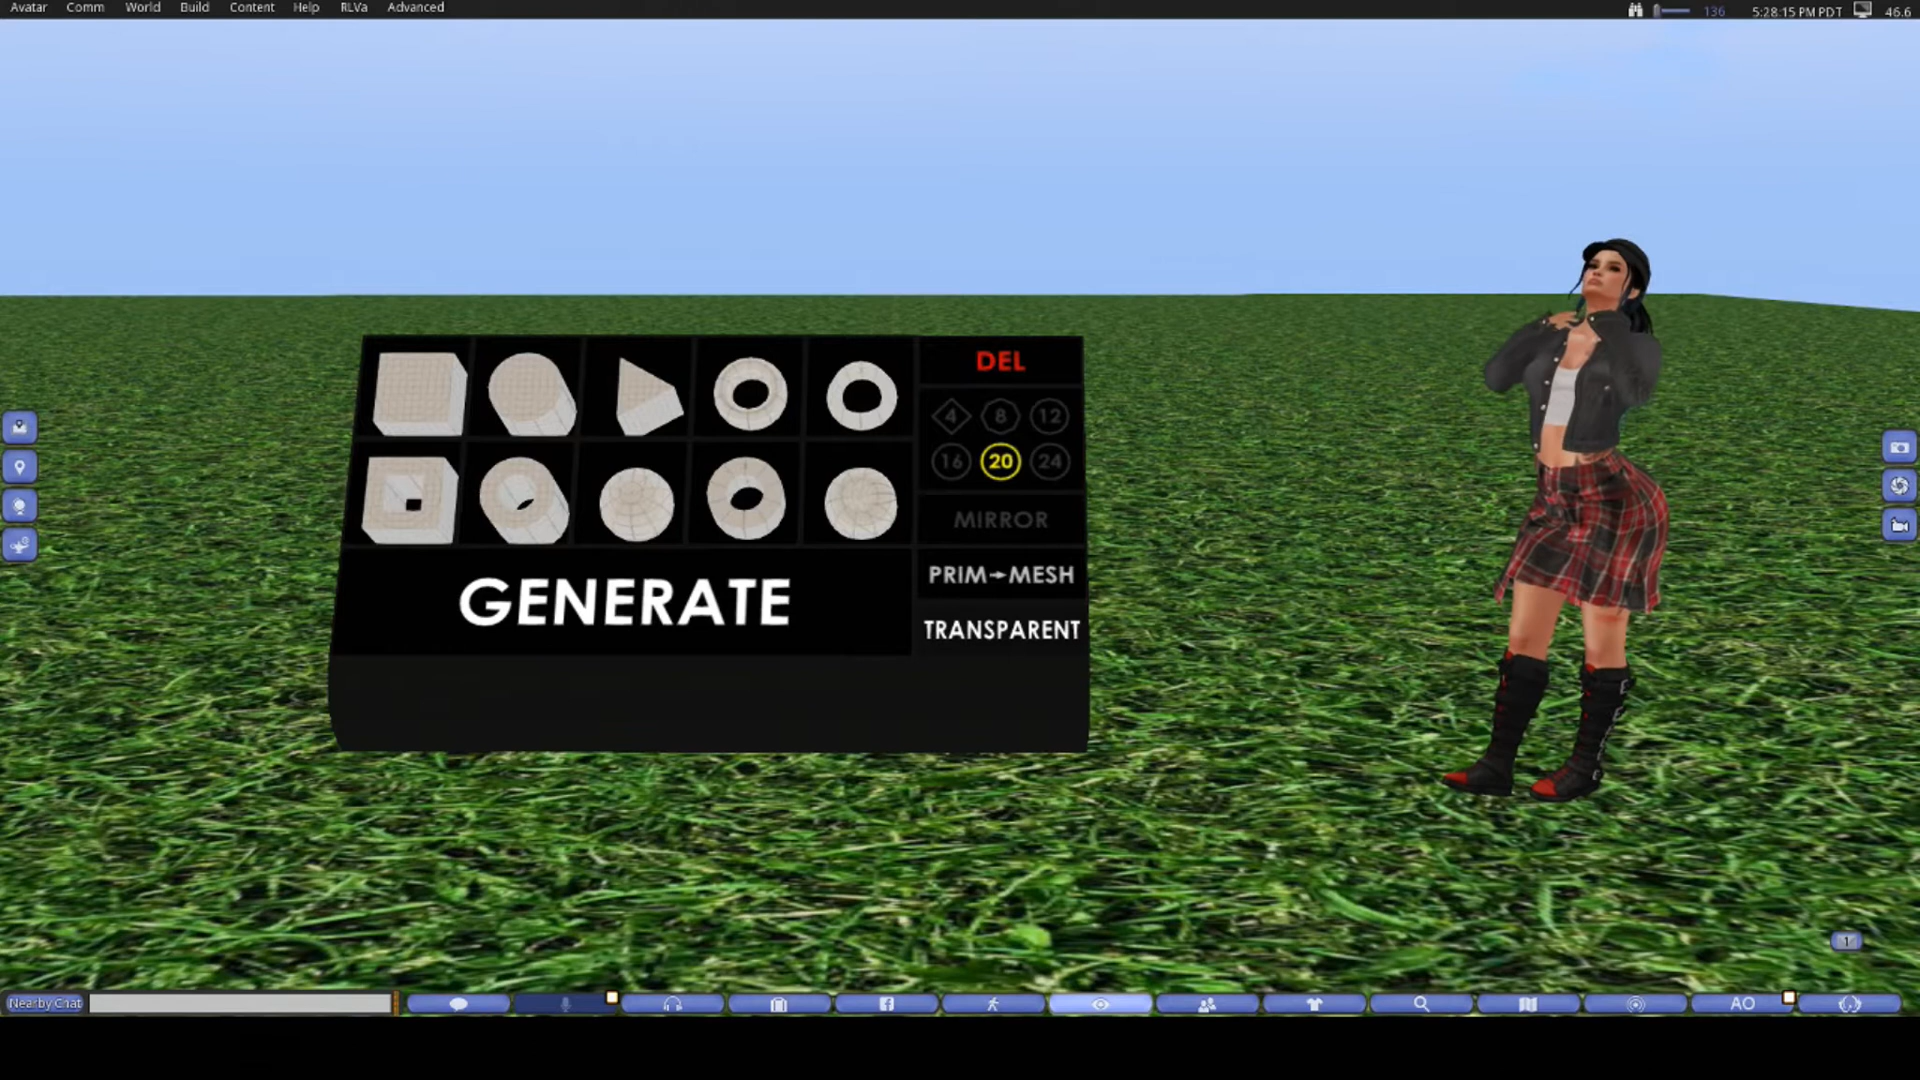 Avatar Comm World Build Content Help RLVa Advanced 136 5:28:15 PM PDT 46.6
DEL
4 8 12
16 20 24
MIRROR
PRIM→MESH
GENERATE
TRANSPARENT
1
Nearby Chat AO